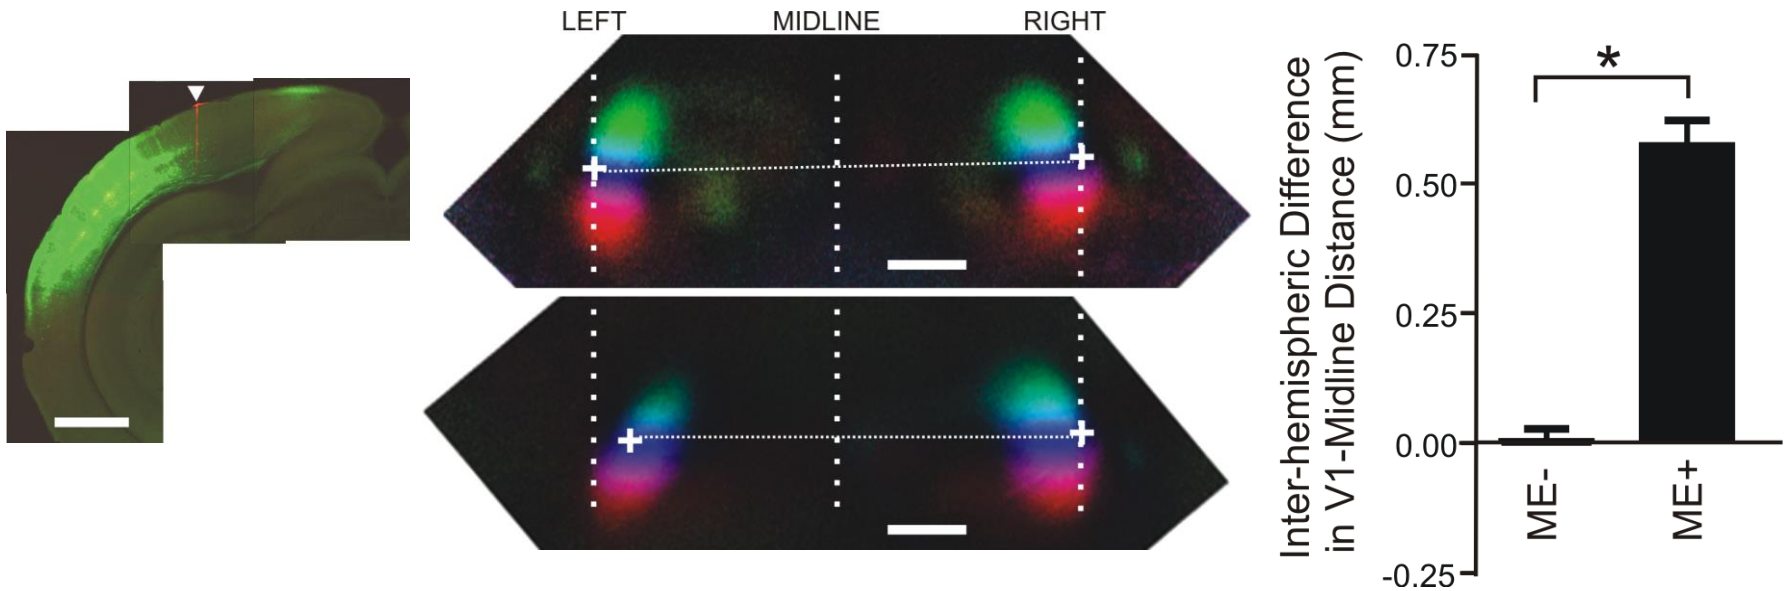 LEFT
MIDLINE
RIGHT
Inter-hemispheric Difference
in V1-Midline Distance (mm)
0.75
0.50
0.25
0.00
-0.25
*
ME-
ME+